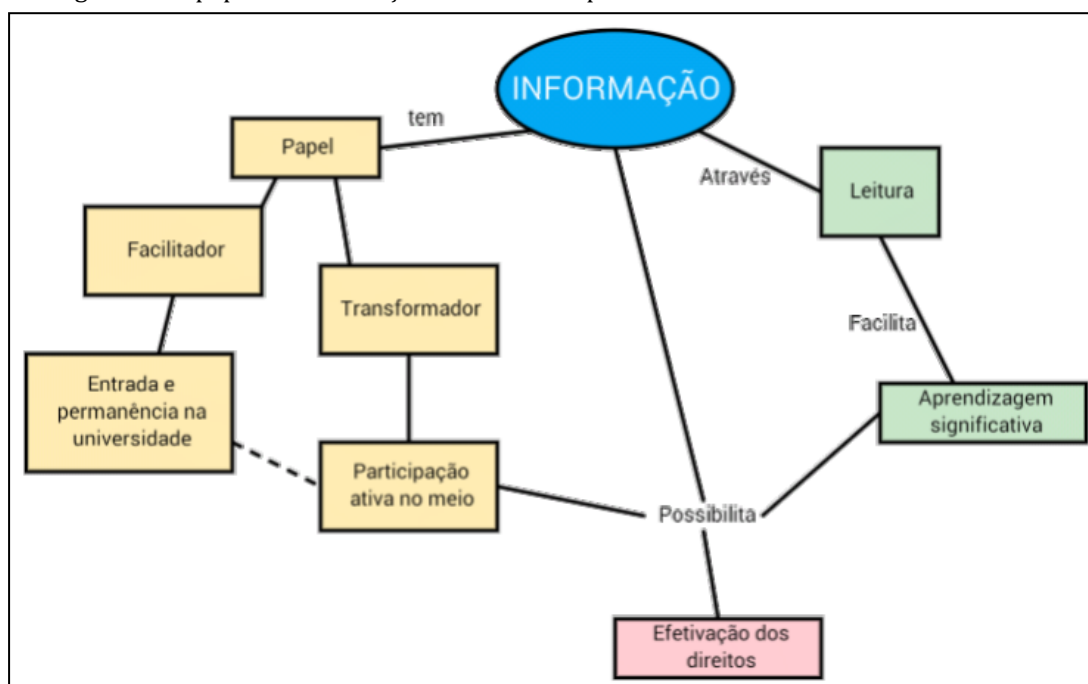 INFORMAÇÃO
tem
Papel
Através
Leitura
Facilitador
Transformador
Facilita
Entrada e
permanência na
universidade
Aprendizagem
significativa
Participação
ativa no meio
Possibilita
Efetivação dos
direitos